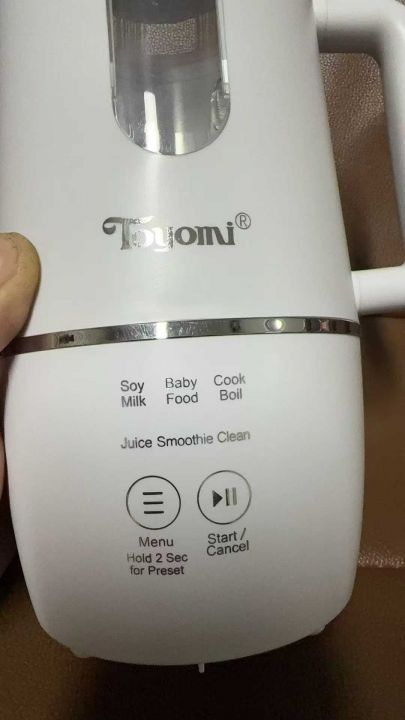 Toyomi®
Soy Milk
Baby Food
Cook Boil
Juice Smoothie Clean
Menu
Hold 2 Sec
for Preset
Start /
Cancel